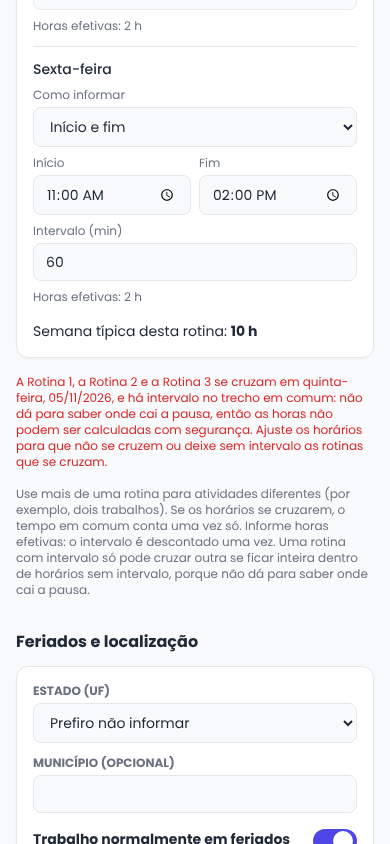 Horas efetivas: 2 h
Sexta-feira
Como informar
Início e fim
Início
Fim
11:00 AM
02:00 PM
Intervalo (min)
60
Horas efetivas: 2 h
Semana típica desta rotina: 10 h
A Rotina 1, a Rotina 2 e a Rotina 3 se cruzam em quinta-
feira, 05/11/2026, e há intervalo no trecho em comum: não
dá para saber onde cai a pausa, então as horas não
podem ser calculadas com segurança. Ajuste os horários
para que não se cruzem ou deixe sem intervalo as rotinas
que se cruzam.
Use mais de uma rotina para atividades diferentes (por
exemplo, dois trabalhos). Se os horários se cruzarem, o
tempo em comum conta uma vez só. Informe horas
efetivas: o intervalo é descontado uma vez. Uma rotina
com intervalo só pode cruzar outra se ficar inteira dentro
de horários sem intervalo, porque não dá para saber onde
cai a pausa.
Feriados e localização
ESTADO (UF)
Prefiro não informar
MUNICÍPIO (OPCIONAL)
Trabalho normalmente em feriados